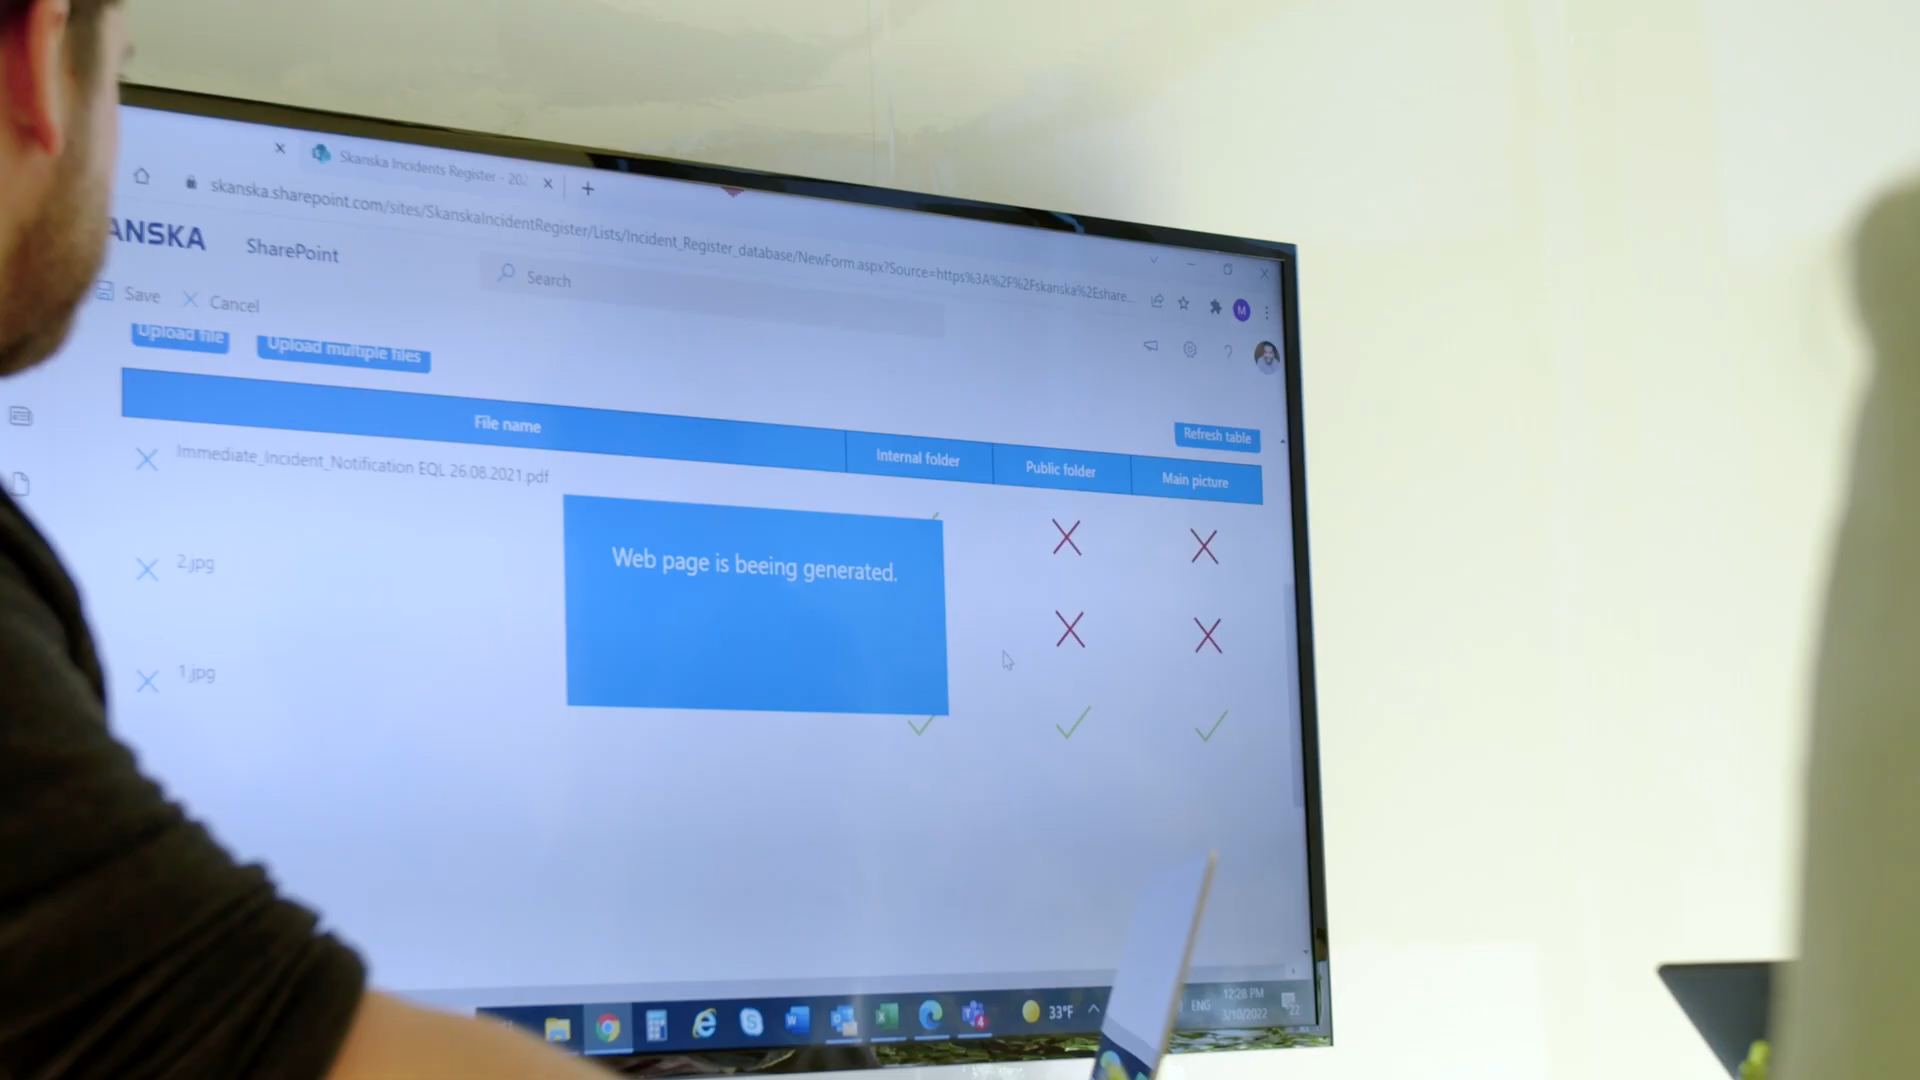 Skanska Incidents Register - 202
skanska.sharepoint.com/sites/SkanskaIncidentRegister/Lists/Incident_Register_database/NewForm.aspx?Source=https%3A%2F%2Fskanska%2Eshare...
M
ANSKA
SharePoint
Search
Save
Cancel
Upload file
Upload multiple files
Refresh table
File name
Internal folder
Public folder
Main picture
Immediate_Incident_Notification EQL 26.08.2021.pdf
2.jpg
1.jpg
Web page is beeing generated.
33°F
ENG
12:28 PM
3/10/2022
22
4